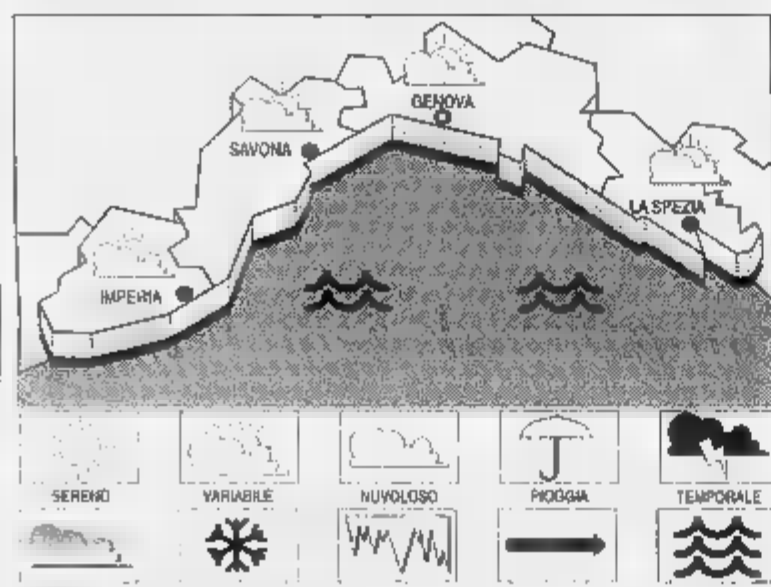 GENOVA
SAVONA
LA SPEZIA
IMPERIA
SERENO VARIABILE NUVOLOSO PIOGGIA TEMPORALE